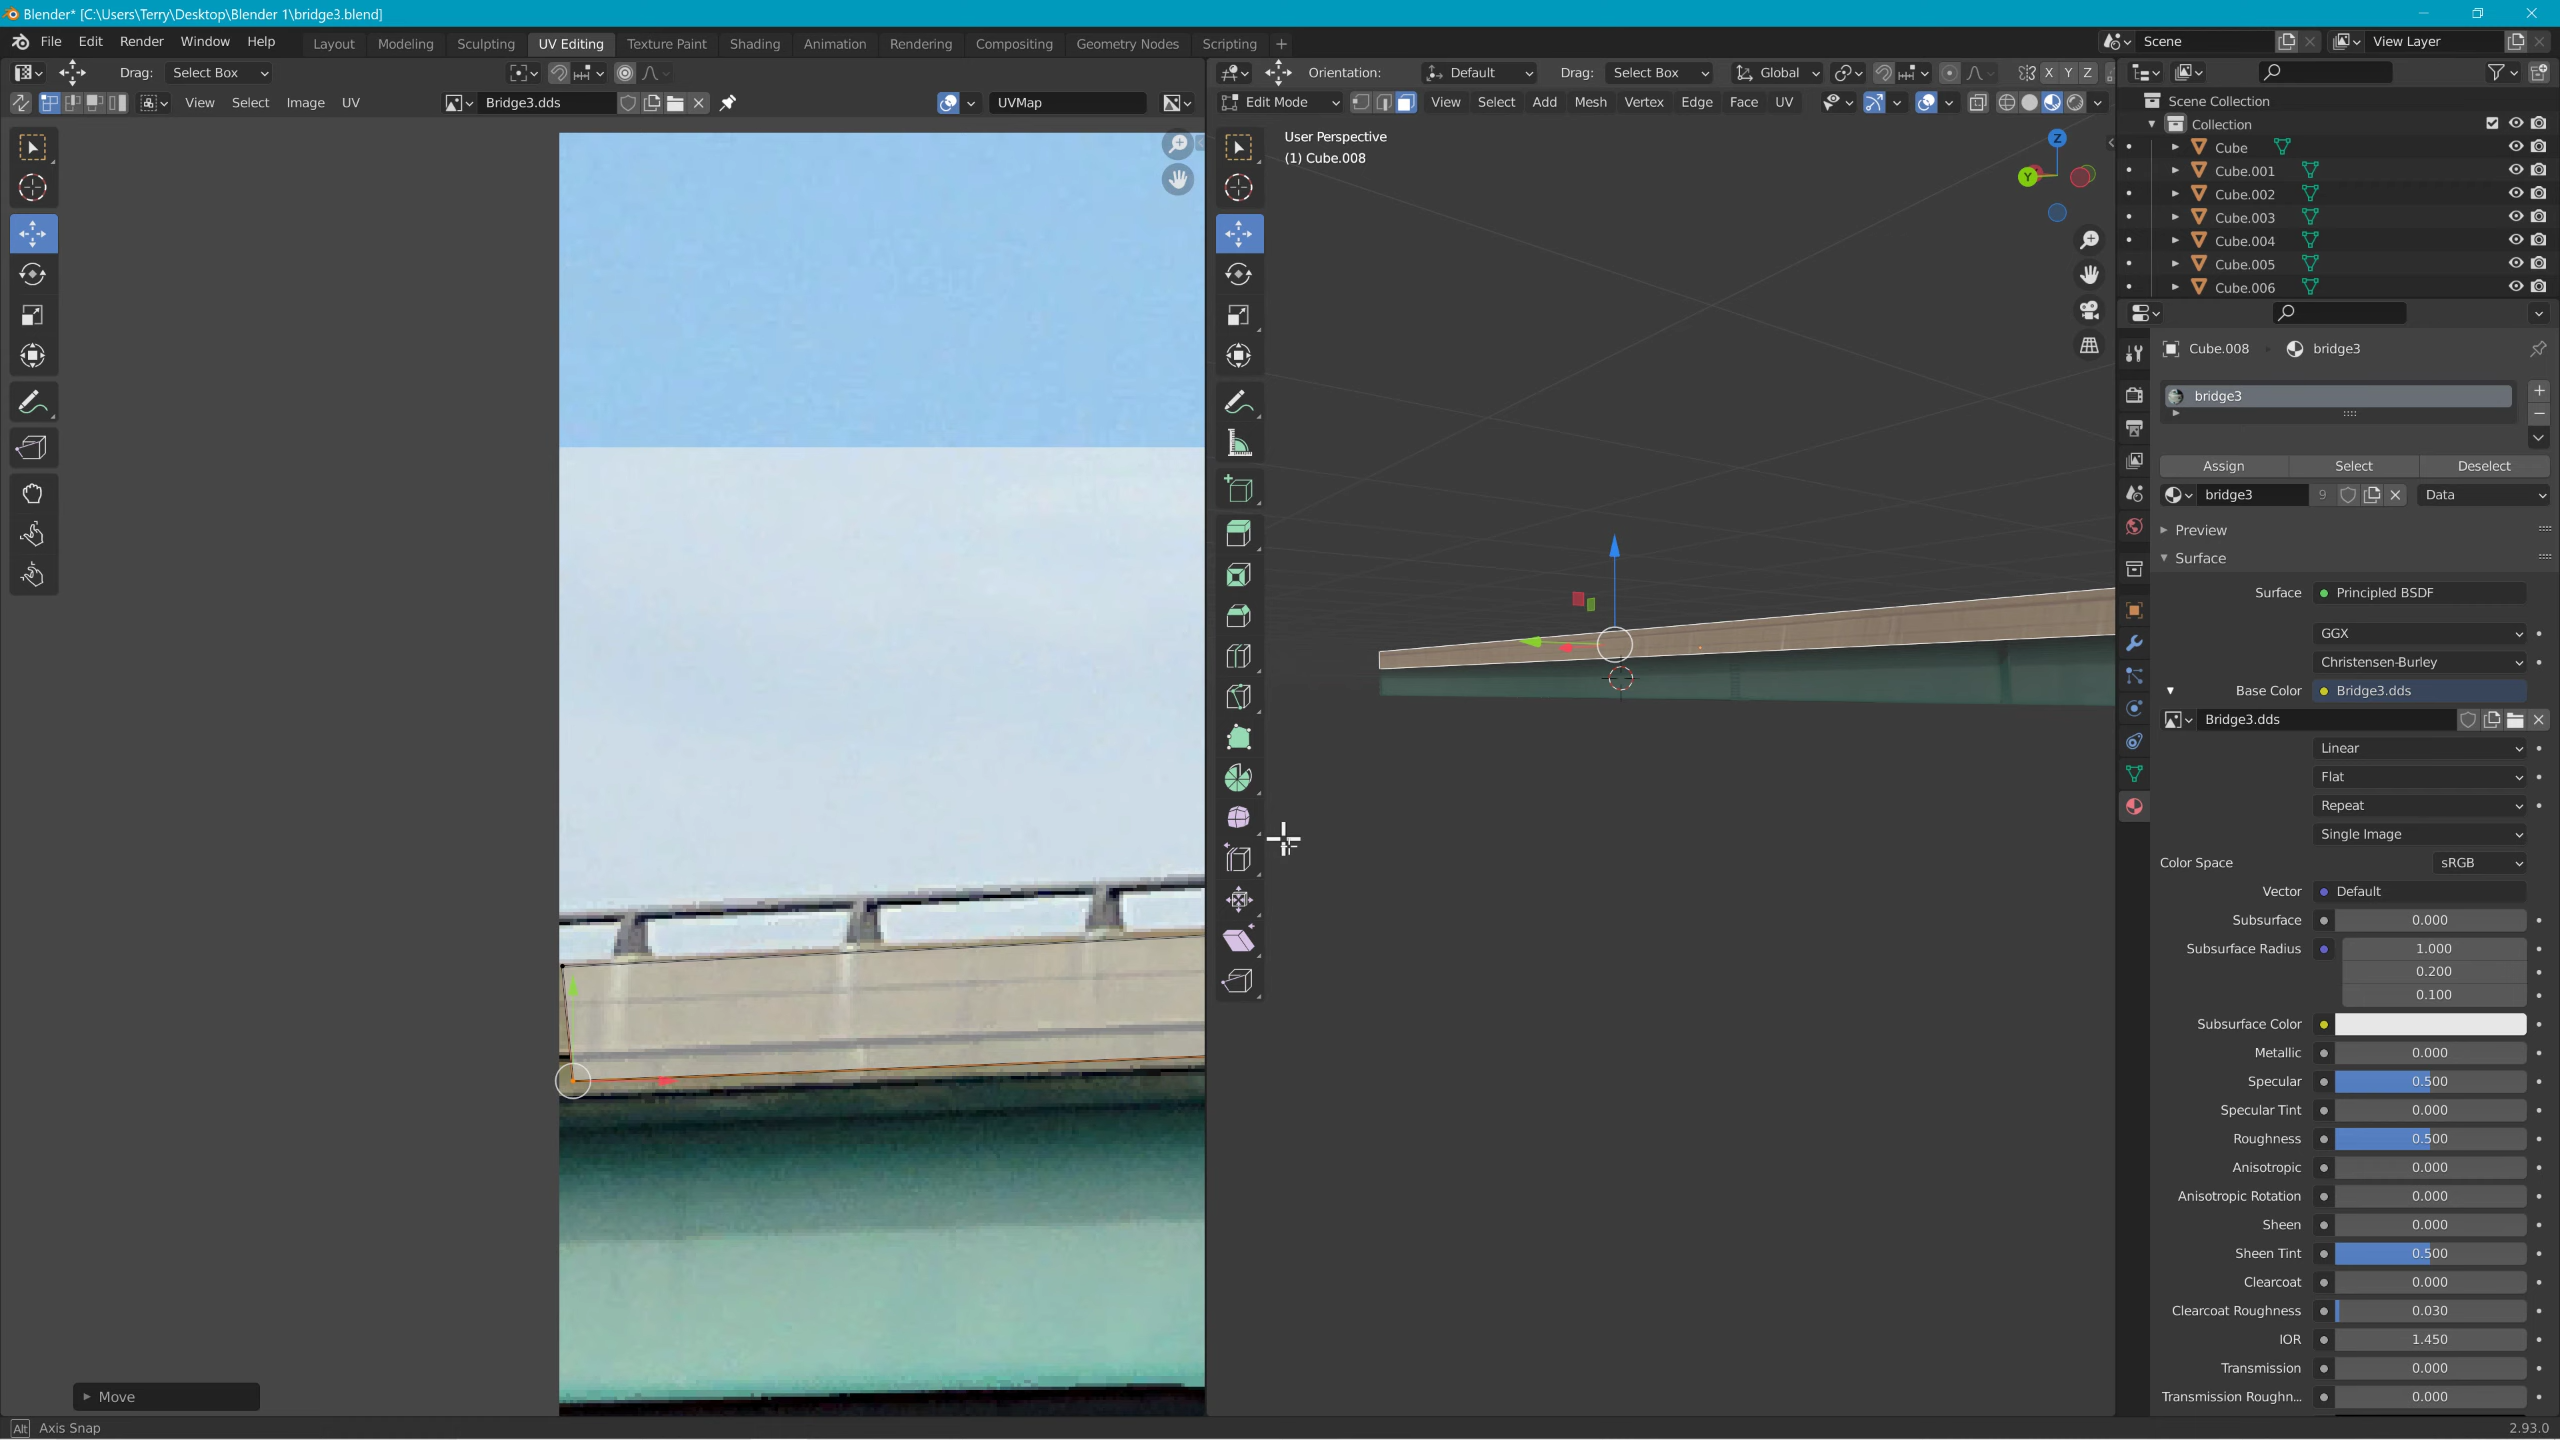 Blender* [C:\Users\Terry\Desktop\Blender 1\bridge3.blend]
File Edit Render Window Help Layout Modeling Sculpting UV Editing Texture Paint Shading Animation Rendering Compositing Geometry Nodes Scripting + Scene View Layer
Drag: Select Box
View Select Image UV Bridge3.dds UVMap
Orientation: Default Drag: Select Box Global X Y Z
Edit Mode View Select Add Mesh Vertex Edge Face UV
User Perspective
(1) Cube.008
Z
Y
Scene Collection
Collection
Cube
Cube.001
Cube.002
Cube.003
Cube.004
Cube.005
Cube.006
Cube.008 bridge3
bridge3
Assign Select Deselect
bridge3 9 Data
Preview
Surface
Surface Principled BSDF
GGX
Christensen-Burley
Base Color Bridge3.dds
Bridge3.dds
Linear
Flat
Repeat
Single Image
Color Space sRGB
Vector Default
Subsurface 0.000
Subsurface Radius 1.000
0.200
0.100
Subsurface Color
Metallic 0.000
Specular 0.500
Specular Tint 0.000
Roughness 0.500
Anisotropic 0.000
Anisotropic Rotation 0.000
Sheen 0.000
Sheen Tint 0.500
Clearcoat 0.000
Clearcoat Roughness 0.030
IOR 1.450
Transmission 0.000
Transmission Roughn... 0.000
Move
Alt Axis Snap
2.93.0